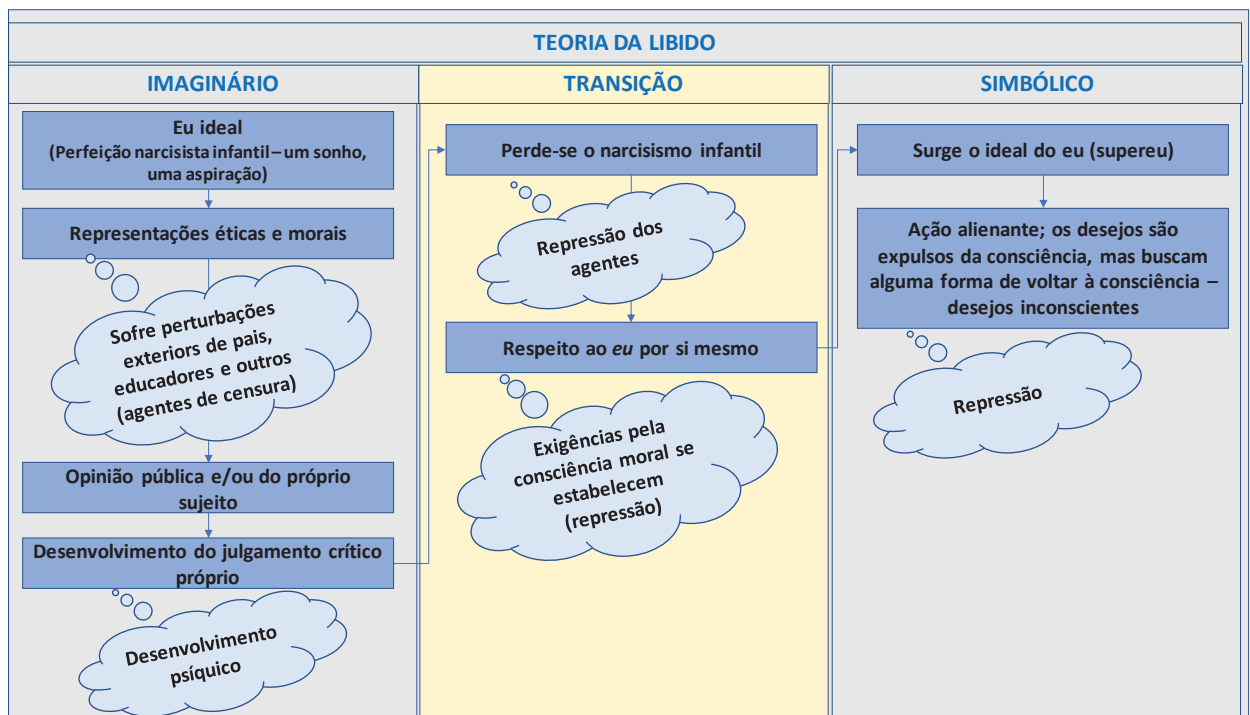 TEORIA DA LIBIDO
IMAGINÁRIO
Eu ideal
(Perfeição narcisista infantil – um sonho,
uma aspiração)
Representações éticas e morais
Sofre perturbações
exteriors de pais,
educadores e outros
(agentes de censura)
Opinião pública e/ou do próprio
sujeito
Desenvolvimento do julgamento crítico
próprio
Desenvolvimento
psíquico
TRANSIÇÃO
Perde-se o narcisismo infantil
Repressão dos
agentes
Respeito ao eu por si mesmo
Exigências pela
consciência moral se
estabelecem
(repressão)
SIMBÓLICO
Surge o ideal do eu (supereu)
Ação alienante; os desejos são
expulsos da consciência, mas buscam
alguma forma de voltar à consciência –
desejos inconscientes
Repressão